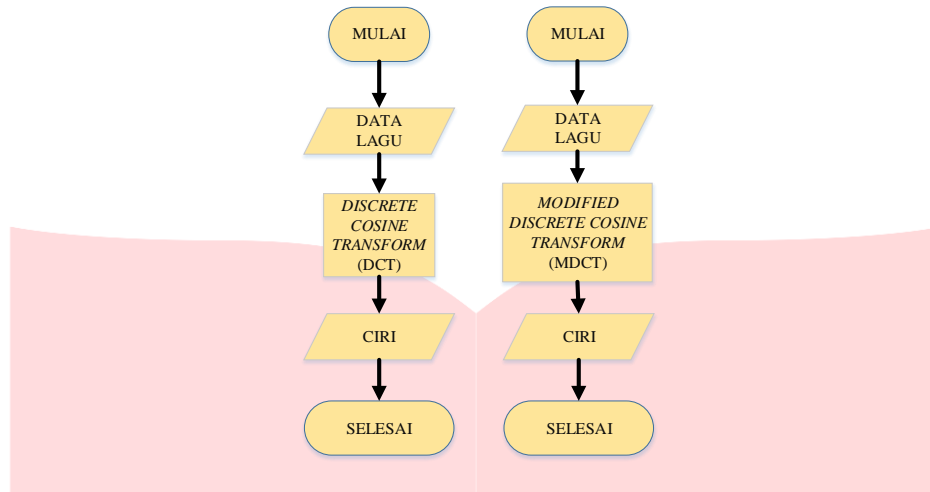 MULAI
DATA
LAGU
DISCRETE
COSINE
TRANSFORM
(DCT)
CIRI
SELESAI
MULAI
DATA
LAGU
MODIFIED
DISCRETE COSINE
TRANSFORM
(MDCT)
CIRI
SELESAI